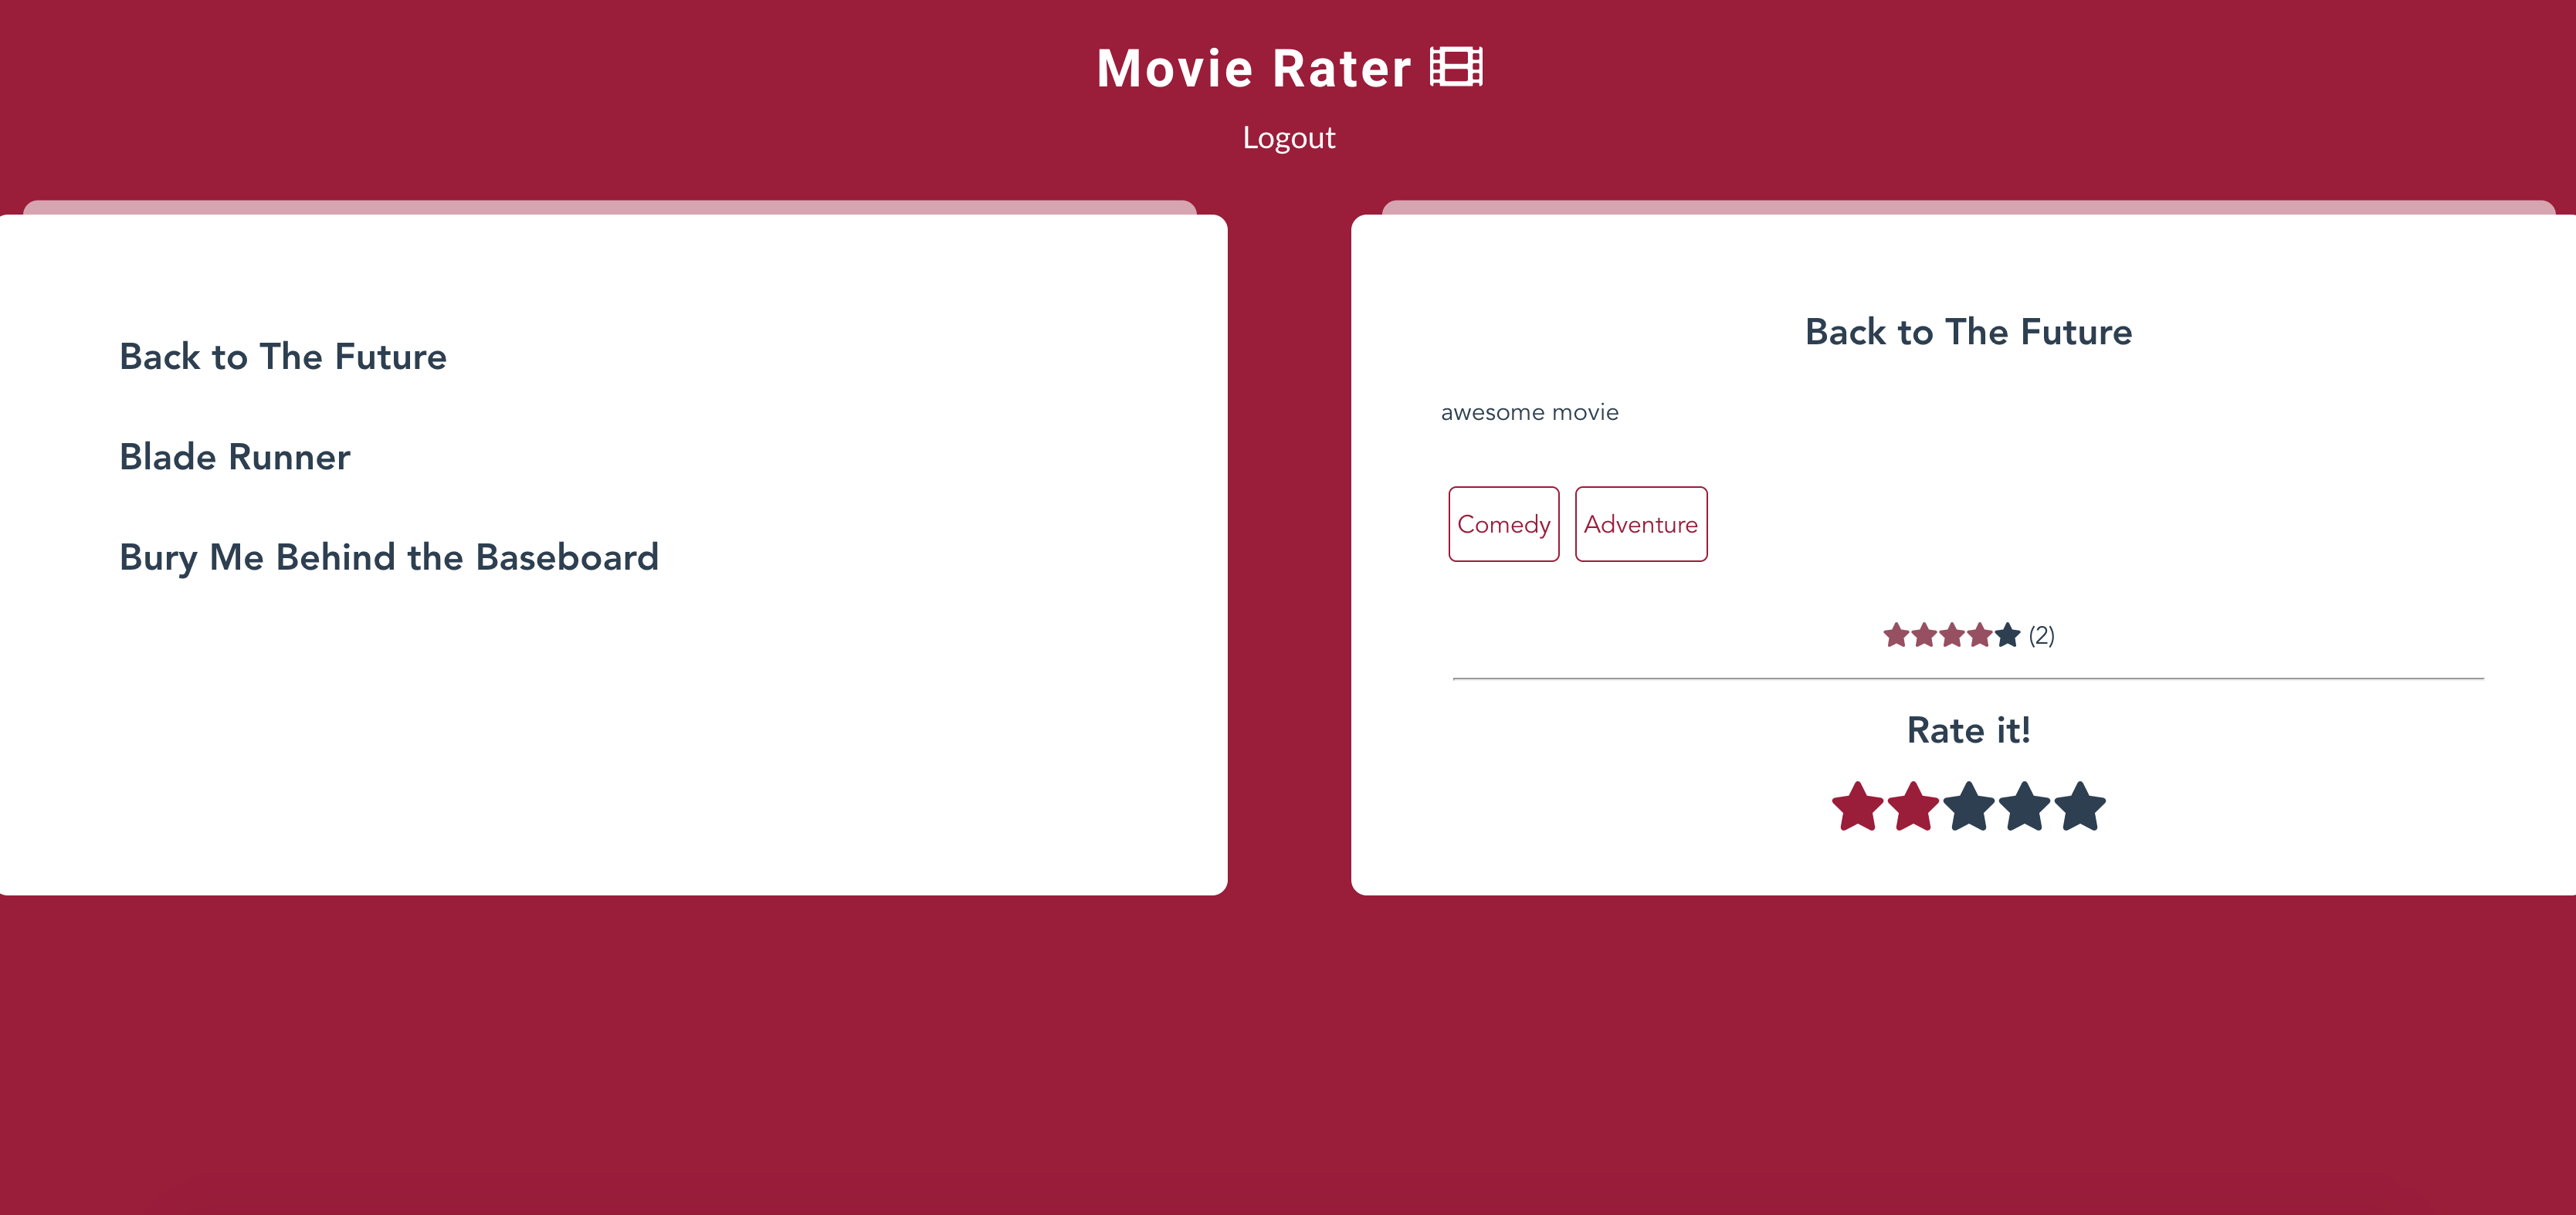 Movie Rater
Logout
Back to The Future
Blade Runner
Bury Me Behind the Baseboard
Back to The Future
awesome movie
Comedy
Adventure
(2)
Rate it!